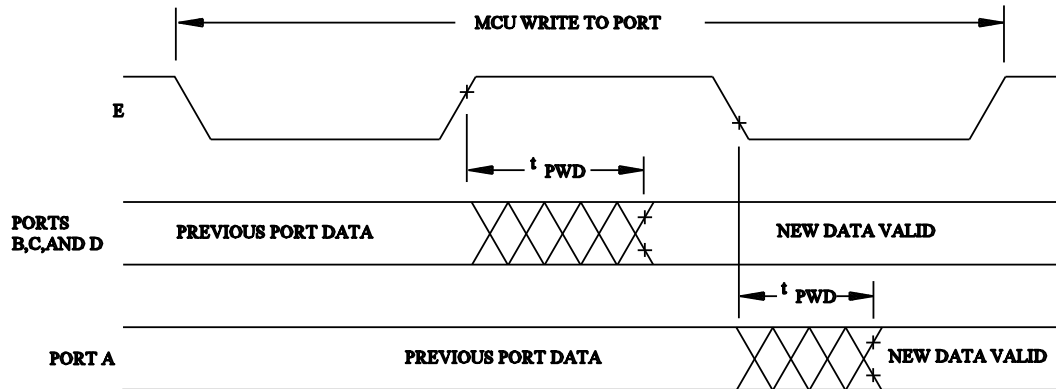 MCU WRITE TO PORT
E
t PWD
PORTS
B,C,AND D
PREVIOUS PORT DATA
NEW DATA VALID
t PWD
PORT A
PREVIOUS PORT DATA
NEW DATA VALID